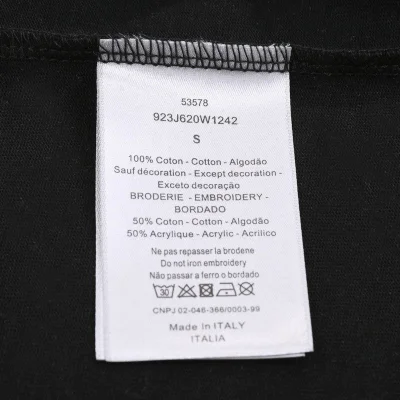 53578
923J620W1242
S
100% Coton - Cotton - Algodão
Sauf décoration - Except decoration -
Exceto decoração
BRODERIE - EMBROIDERY -
BORDADO
50% Coton - Cotton - Algodão
50% Acrylique - Acrylic - Acrilico
Ne pas repasser la brodene
Do not iron embroidery
Não passar a ferro o bordado
30
CNPJ 02-046-366/0003-99
Made In ITALY
ITALIA